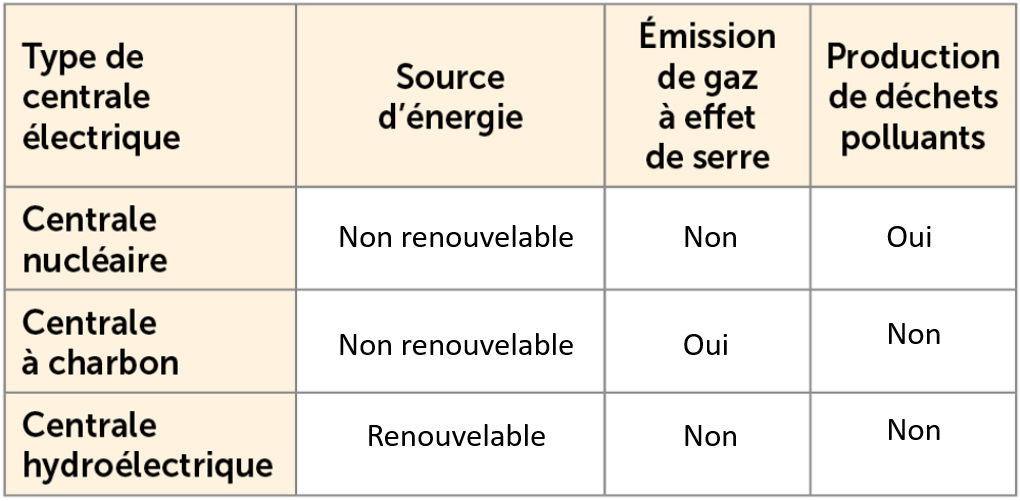 Type de
centrale
électrique
Source
d'énergie
Émission
de gaz
à effet
de serre
Production
de déchets
polluants
Centrale
nucléaire
Non renouvelable
Non
Oui
Centrale
à charbon
Non renouvelable
Oui
Non
Centrale
hydroélectrique
Renouvelable
Non
Non